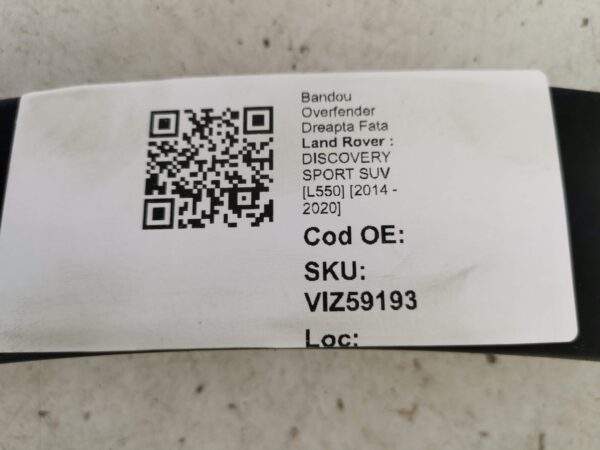 Bandou
Overfender
Dreapta Fata
Land Rover :
DISCOVERY
SPORT SUV
[L550] [2014 -
2020]
Cod OE:
SKU:
VIZ59193
Loc: